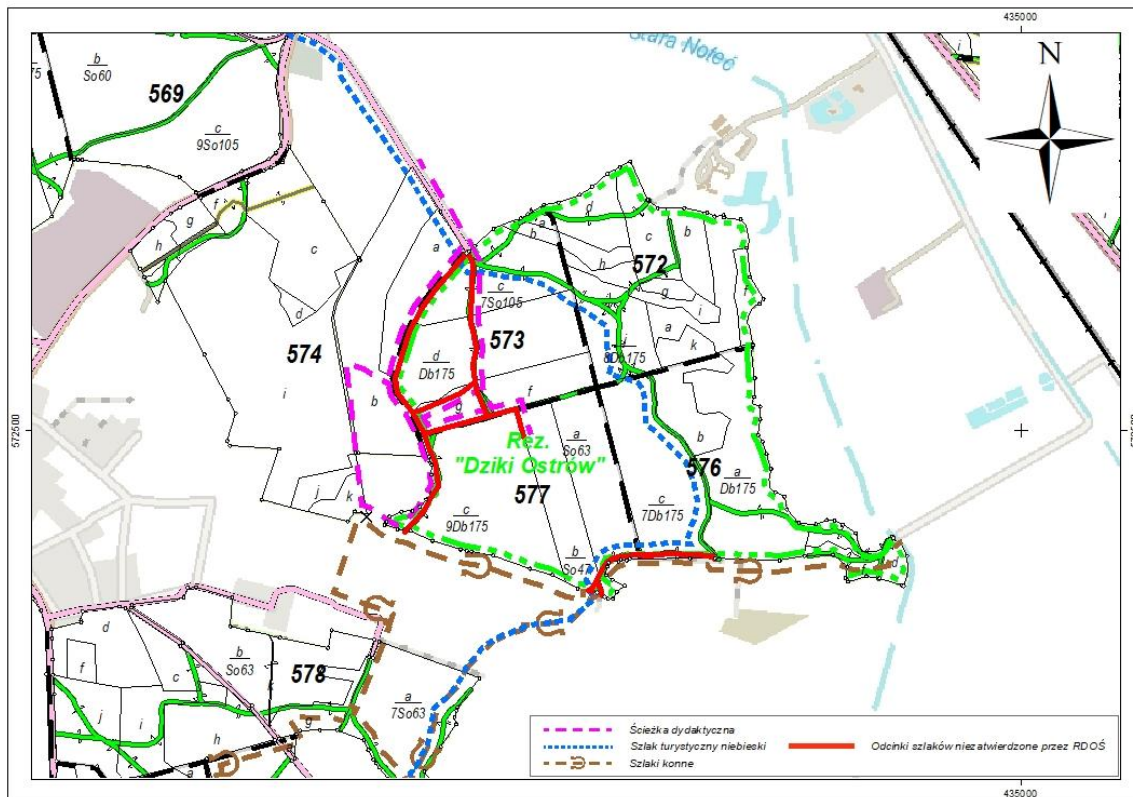 435000
Stara Noteć
N
b
So60
75
569
c
9So105
i
g
f
h
c
d
a
d
a
b
c
b
h
572
g
i
f
c
7So105
574
573
d
Db175
i
8Db175
a
k
i
b
g
f
572500
Rez.
"Dziki Ostrów"
a
So63
577
b
576
a
Db175
j
k
c
9Db175
c
7Db175
b
So47
f
d
d
b
So63
f
c
578
a
7So63
j
i
g
h
a
Ścieżka dydaktyczna
Szlak turystyczny niebieski
Odcinki szlaków niezatwierdzone przez RDOŚ
Szlaki konne
435000